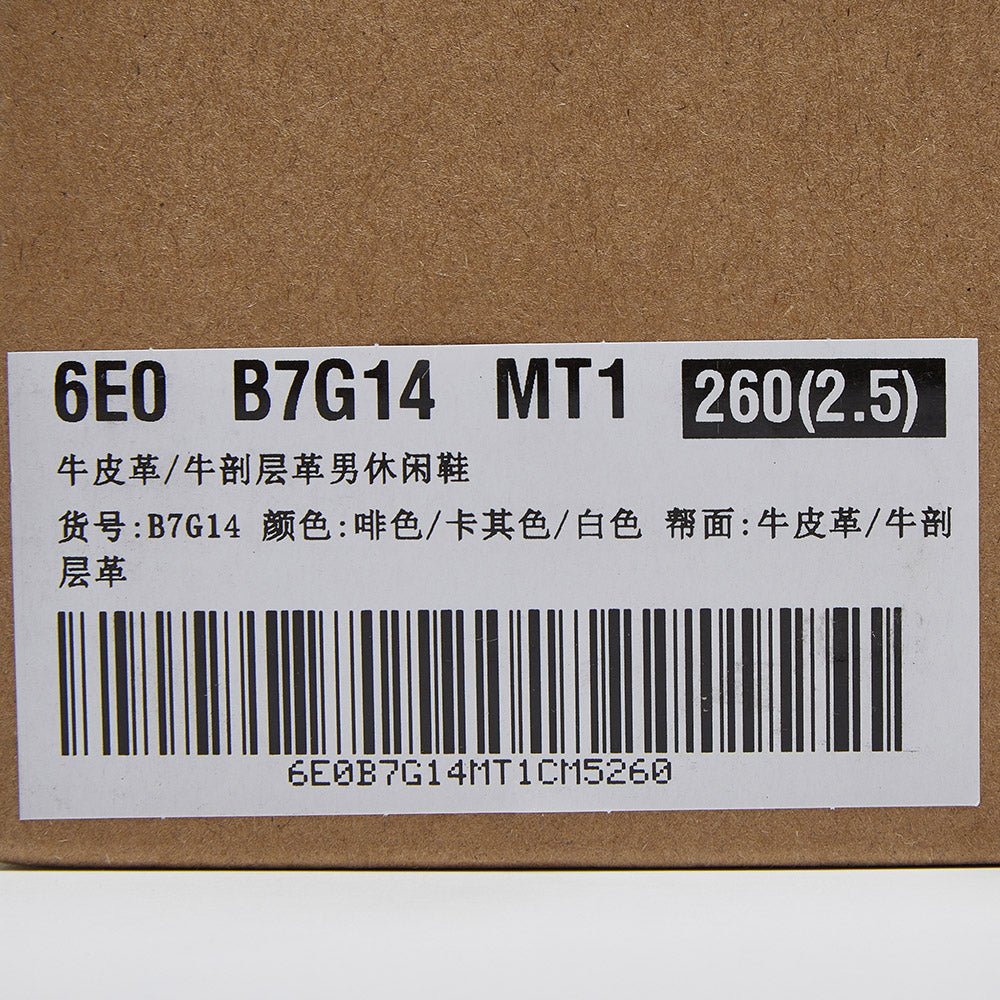 6E0 B7G14 MT1 260(2.5)
牛皮革/牛剖层革男休闲鞋
货号:B7G14 颜色:啡色/卡其色/白色 帮面:牛皮革/牛剖
层革
6E0B7G14MT1CM5260